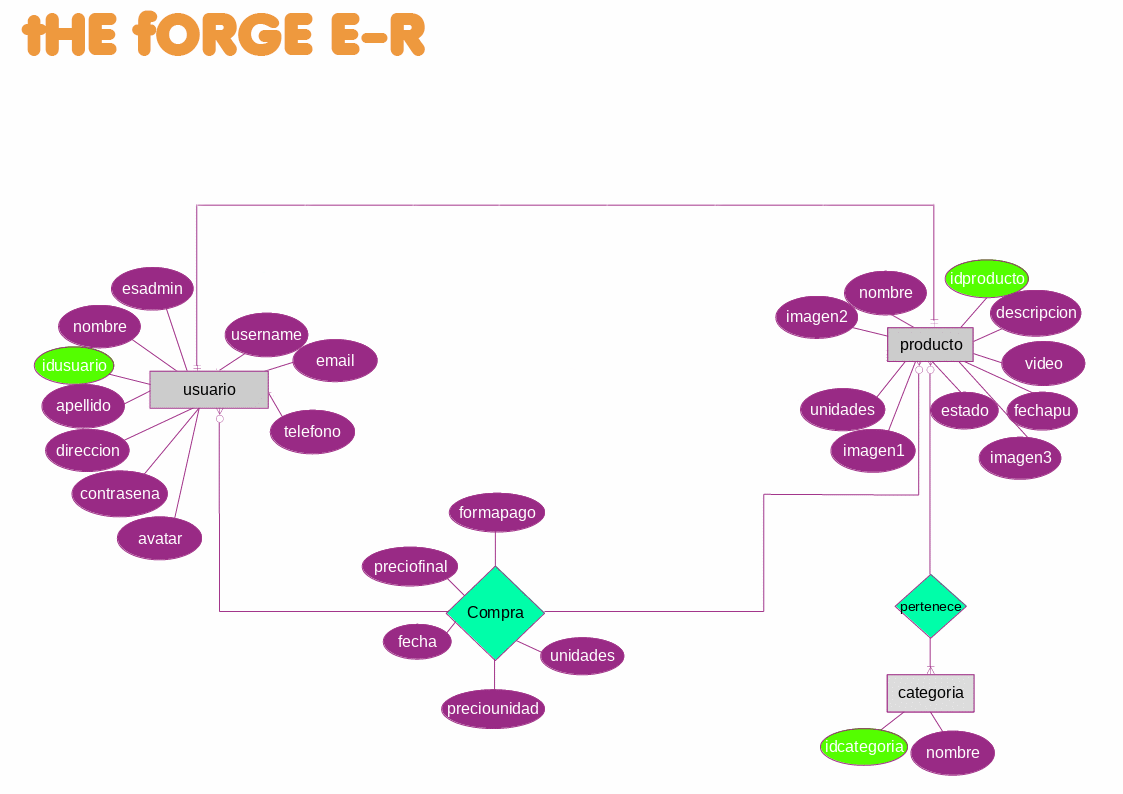 tHE fORGE E-R
esadmin
nombre
idusuario
apellido
direccion
contrasena
avatar
username
email
telefono
usuario
nombre
imagen2
idproducto
descripcion
producto
video
unidades
estado
fechapu
imagen1
imagen3
formapago
preciofinal
Compra
fecha
unidades
preciounidad
pertenece
categoria
idcategoria
nombre